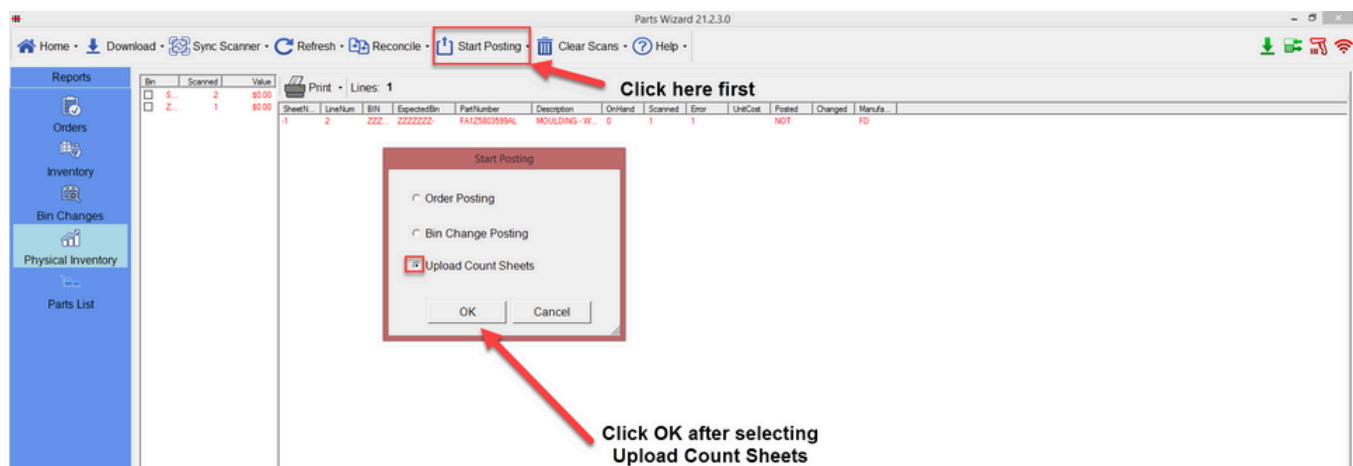 Parts Wizard 21.2.3.0
Home Download Sync Scanner Refresh Reconcile Start Posting Clear Scans Help
Reports
Orders
Inventory
Bin Changes
Physical Inventory
Parts List
Bin Scanned Value
S... 2 $0.00
Z... 1 $0.00
Print Lines: 1
SheetN... LineNum BIN ExpectedBin PartNumber Description OnHand Scanned Error UnitCost Posted Changed Manufa...
-1 2 ZZZ... ZZZZZZZ- FA1Z5803599AL MOULDING - W... 0 1 1 NOT FD
Click here first
Start Posting
Order Posting
Bin Change Posting
Upload Count Sheets
OK Cancel
Click OK after selecting
Upload Count Sheets